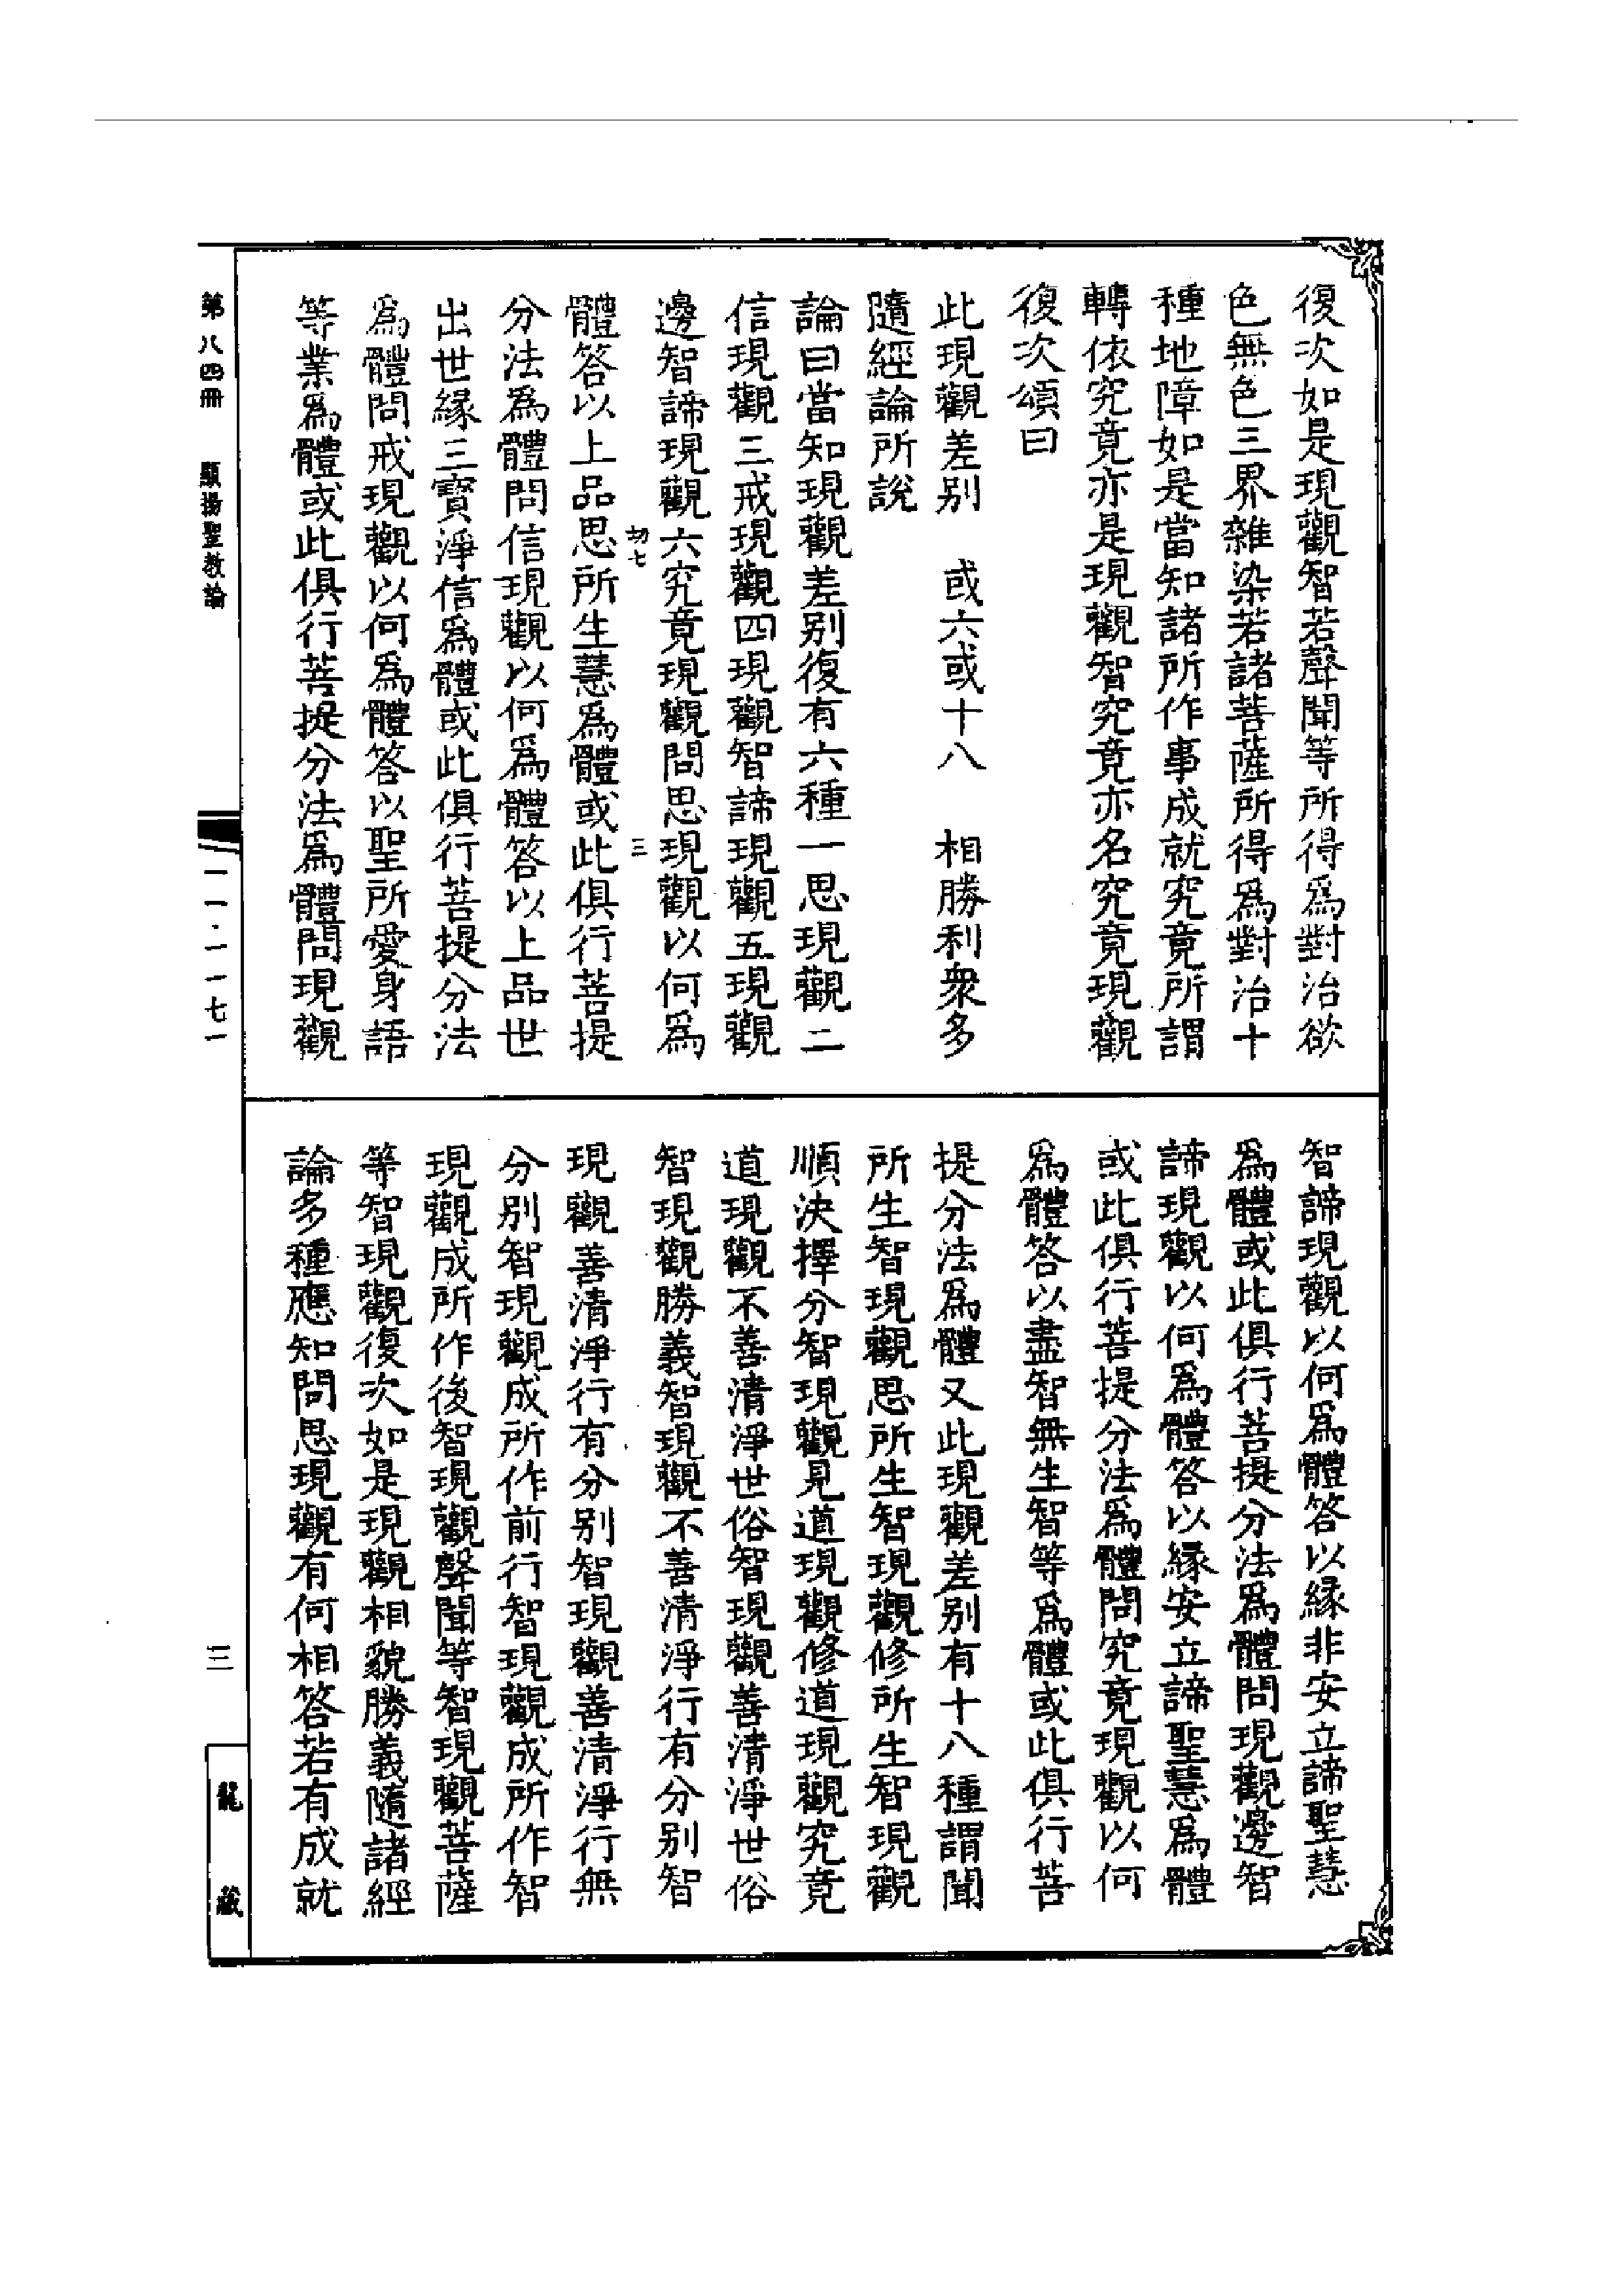 復次如是現觀智若聲聞等所得爲對治欲
色無色三界雜染若諸菩薩所得爲對治十
種地障如是當知諸所作事成就究竟所謂
轉依究竟亦是現觀智究竟亦名究竟現觀
復次頌曰
此現觀差别　或六或十八　相勝利衆多
隨經論所說
論曰當知現觀差别復有六種一思現觀二
信現觀三戒現觀四現觀智諦現觀五現觀
邊智諦現觀六究竟現觀問思現觀以何爲
刧七　三
體答以上品思所生慧爲體或此俱行菩提
分法爲體問信現觀以何爲體答以上品世
出世緣三寶淨信爲體或此俱行菩提分法
爲體問戒現觀以何爲體答以聖所愛身語
等業爲體或此俱行菩提分法爲體問現觀
智諦現觀以何爲體答以緣非安立諦聖慧
爲體或此俱行菩提分法爲體問現觀邊智
諦現觀以何爲體答以緣安立諦聖慧爲體
或此俱行菩提分法爲體問究竟現觀以何
爲體答以盡智無生智等爲體或此俱行菩
提分法爲體又此現觀差别有十八種謂聞
所生智現觀思所生智現觀修所生智現觀
順決擇分智現觀見道現觀修道現觀究竟
道現觀不善清淨世俗智現觀善清淨世俗
智現觀勝義智現觀不善清淨行有分别智
現觀善清淨行有分别智現觀善清淨行無
分别智現觀成所作前行智現觀成所作智
現觀成所作後智現觀聲聞等智現觀菩薩
等智現觀復次如是現觀相貌勝義隨諸經
論多種應知問思現觀有何相答若有成就
第八四冊　顯揚聖教論
一一·一一七一
三
龍藏